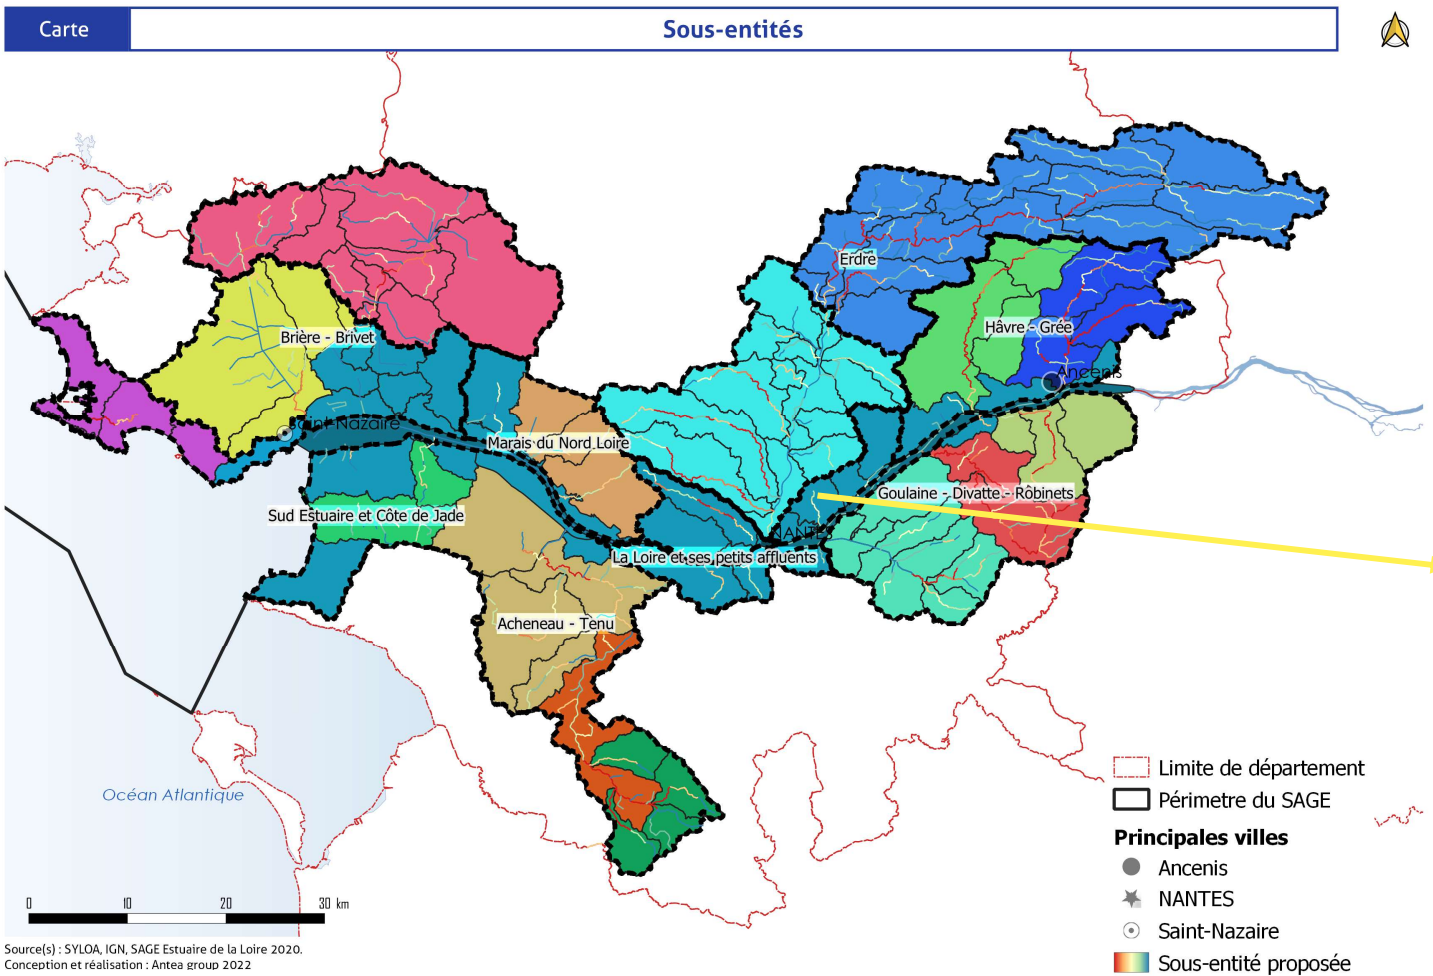 Carte
Sous-entités
Erdre
Hâvre - Grée
Brière - Brivet
Ancenis
Saint-Nazaire
Marais du Nord Loire
Goulaine - Divatte - Robinets
Sud Estuaire et Côte de Jade
NANTES
La Loire et ses petits affluents
Acheneau - Tenu
Océan Atlantique
Limite de département
Périmetre du SAGE
Principales villes
Ancenis
NANTES
Saint-Nazaire
Sous-entité proposée
0 10 20 30 km
Source(s) : SYLOA, IGN, SAGE Estuaire de la Loire 2020.
Conception et réalisation : Antea group 2022